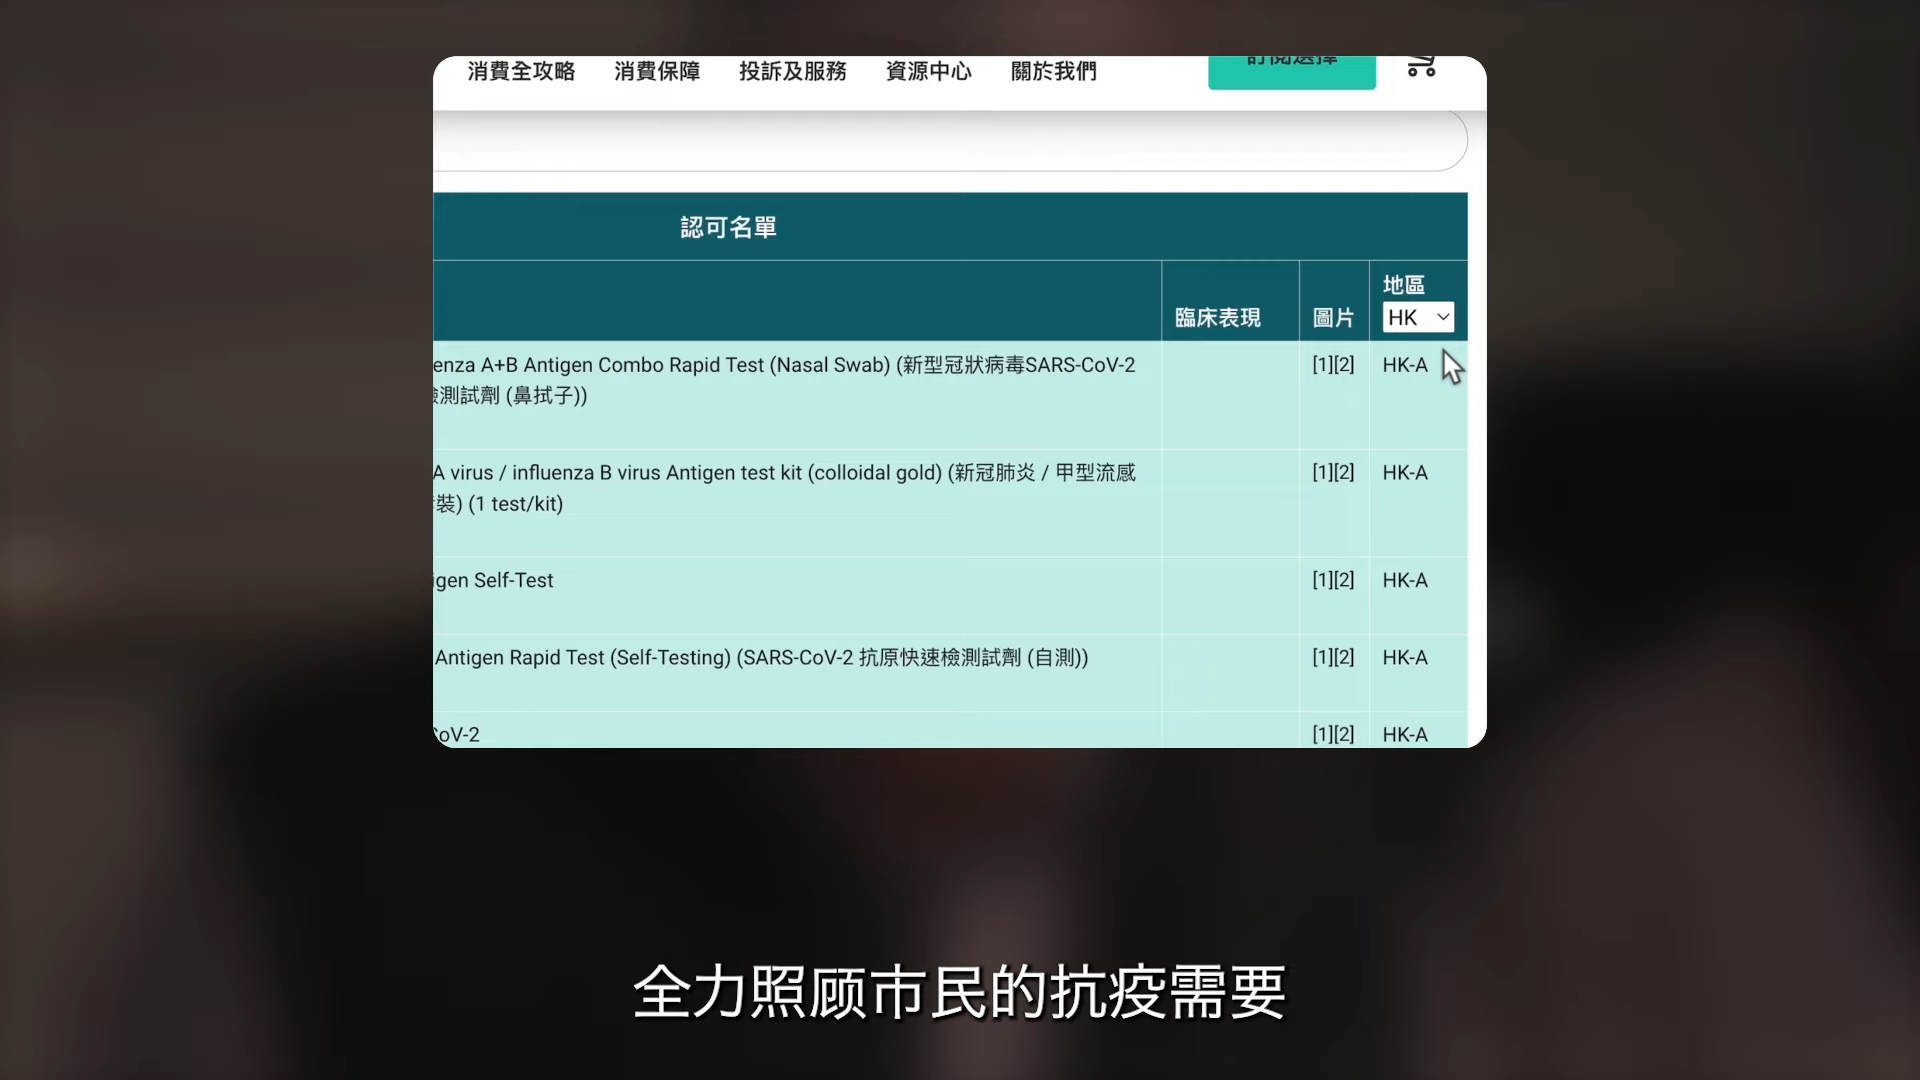 消費全攻略 消費保障 投訴及服務 資源中心 關於我們 訂閱選擇
認可名單
臨床表現 圖片 地區
HK
enza A+B Antigen Combo Rapid Test (Nasal Swab) (新型冠狀病毒SARS-CoV-2 [1][2] HK-A
測試劑 (鼻拭子))
A virus / influenza B virus Antigen test kit (colloidal gold) (新冠肺炎 / 甲型流感 [1][2] HK-A
裝) (1 test/kit)
igen Self-Test [1][2] HK-A
Antigen Rapid Test (Self-Testing) (SARS-CoV-2 抗原快速檢測試劑 (自測)) [1][2] HK-A
CoV-2 [1][2] HK-A
全力照顾市民的抗疫需要